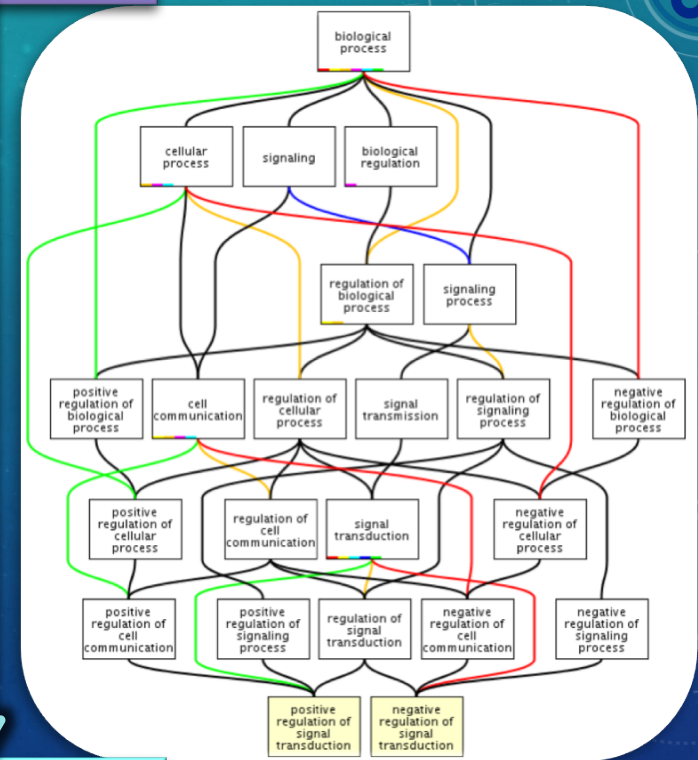 biological
process
cellular
process
signaling
biological
regulation
regulation of
biological
process
signaling
process
positive
regulation of
biological
process
cell
communication
regulation of
cellular
process
signal
transmission
regulation of
signaling
process
negative
regulation of
biological
process
positive
regulation of
cellular
process
regulation of
cell
communication
signal
transduction
negative
regulation of
cellular
process
positive
regulation of
cell
communication
positive
regulation of
signaling
process
regulation of
signal
transduction
negative
regulation of
cell
communication
negative
regulation of
signaling
process
positive
regulation of
signal
transduction
negative
regulation of
signal
transduction